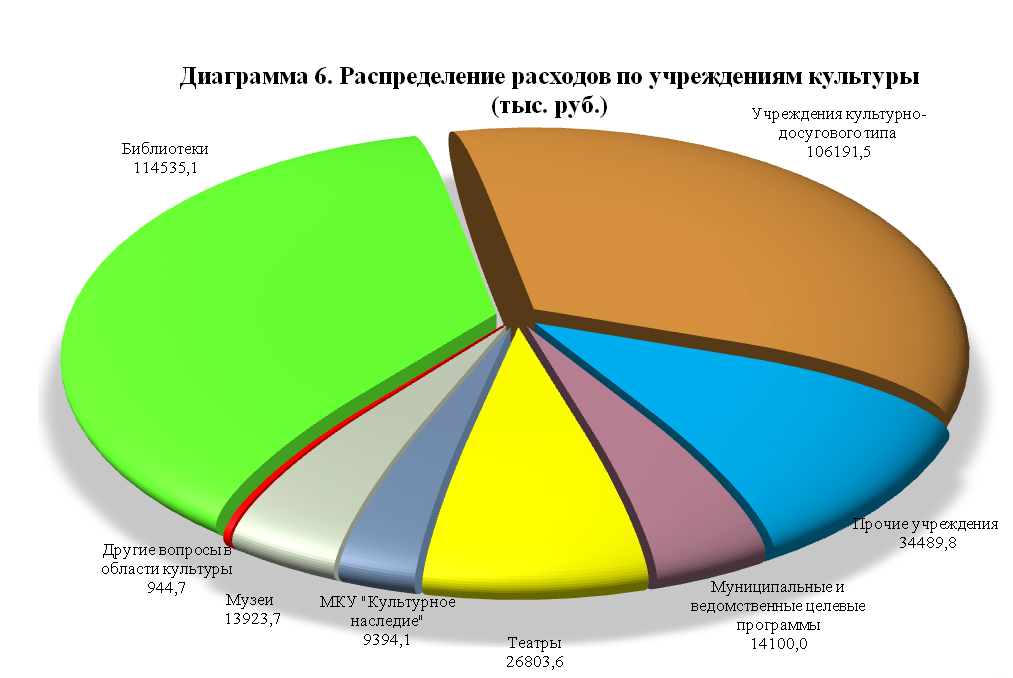 Диаграмма 6. Распределение расходов по учреждениям культуры
(тыс. руб.)
Учреждения культурно-
досугового типа
106191,5
Библиотеки
114535,1
Прочие учреждения
34489,8
Другие вопросы в
области культуры
944,7
Музеи
13923,7
МКУ "Культурное
наследие"
9394,1
Театры
26803,6
Муниципальные и
ведомственные целевые
программы
14100,0